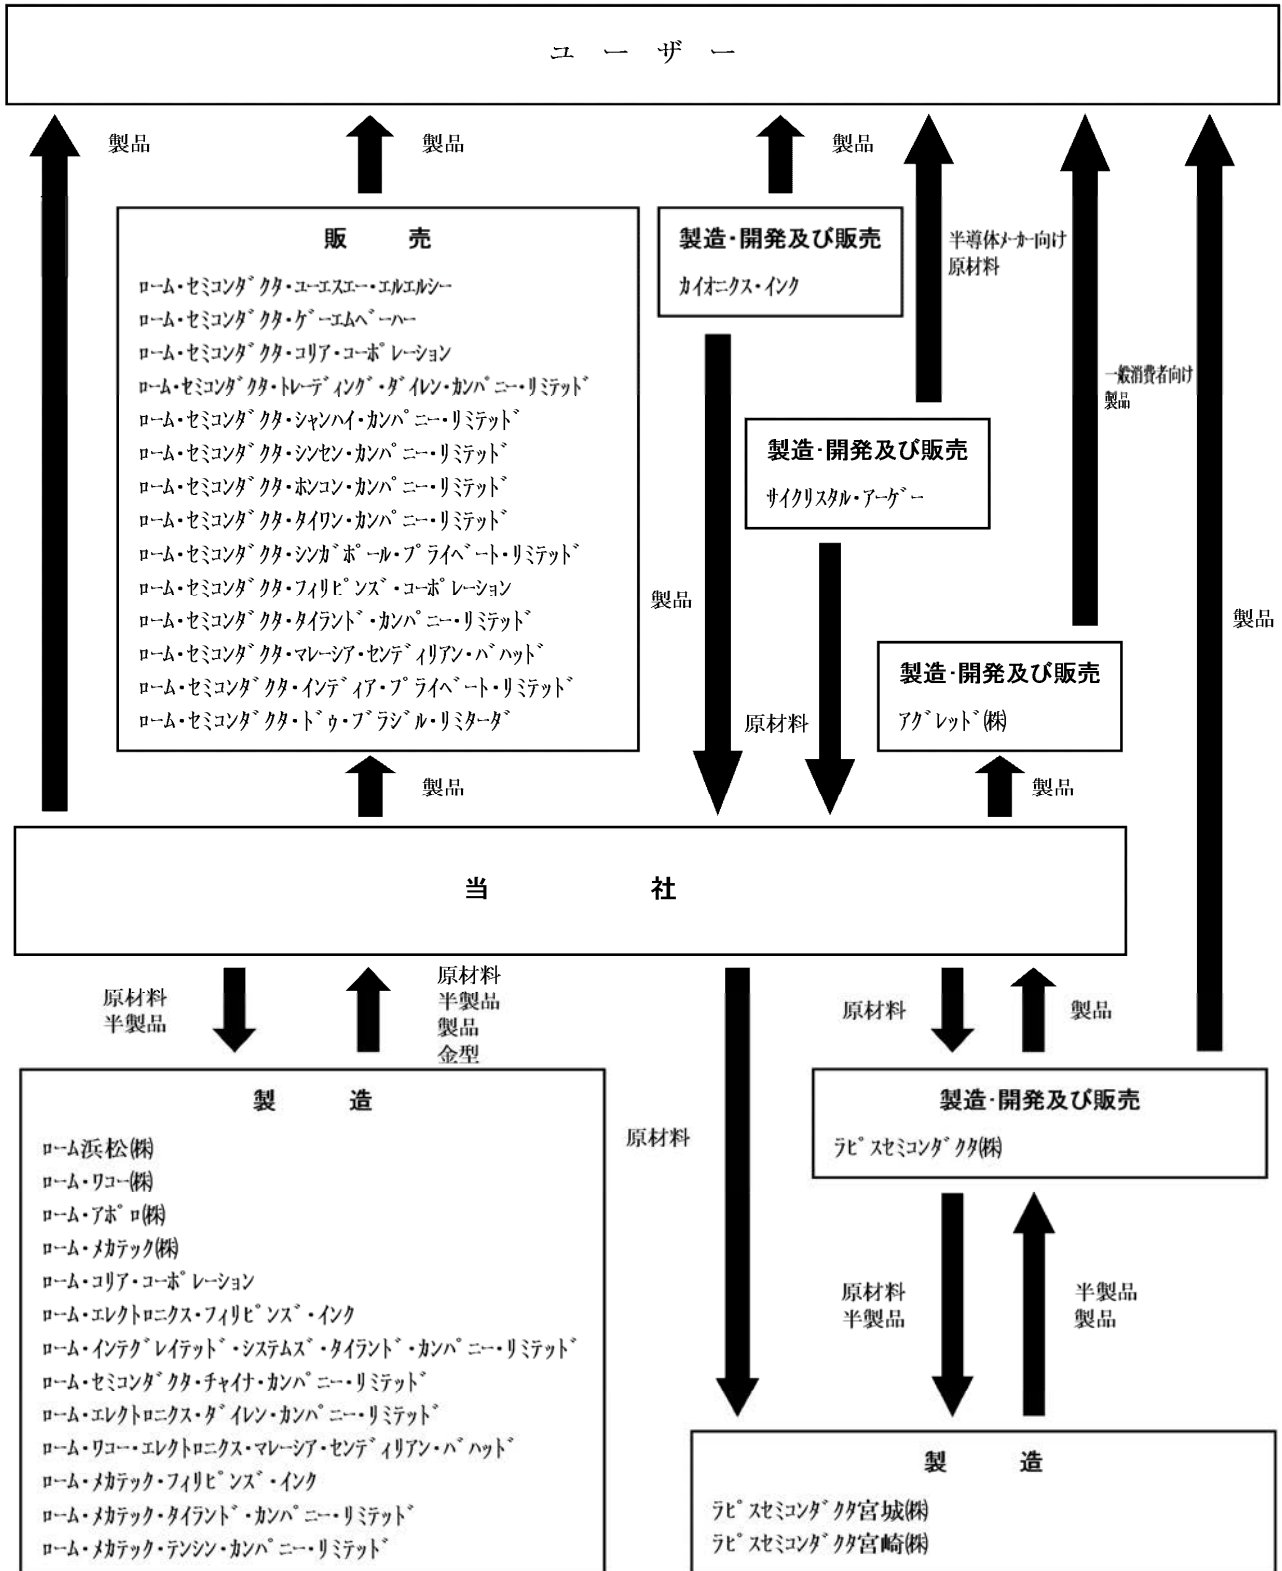 ユーザー
製品
製品
製品
販売
ﾛｰﾑ・ｾﾐｺﾝﾀﾞｸﾀ・ﾕｰｴｽｴｰ・ｴﾙｴﾙｼｰ
ﾛｰﾑ・ｾﾐｺﾝﾀﾞｸﾀ・ｹﾞｰｴﾑﾍﾞｰﾊｰ
ﾛｰﾑ・ｾﾐｺﾝﾀﾞｸﾀ・ｺﾘｱ・ｺｰﾎﾟﾚｰｼｮﾝ
ﾛｰﾑ・ｾﾐｺﾝﾀﾞｸﾀ・ﾄﾚｰﾃﾞｨﾝｸﾞ・ﾀﾞｲﾚﾝ・ｶﾝﾊﾟﾆｰ・ﾘﾐﾃｯﾄﾞ
ﾛｰﾑ・ｾﾐｺﾝﾀﾞｸﾀ・ｼｬﾝﾊｲ・ｶﾝﾊﾟﾆｰ・ﾘﾐﾃｯﾄﾞ
ﾛｰﾑ・ｾﾐｺﾝﾀﾞｸﾀ・ｼﾝｾﾝ・ｶﾝﾊﾟﾆｰ・ﾘﾐﾃｯﾄﾞ
ﾛｰﾑ・ｾﾐｺﾝﾀﾞｸﾀ・ﾎﾝｺﾝ・ｶﾝﾊﾟﾆｰ・ﾘﾐﾃｯﾄﾞ
ﾛｰﾑ・ｾﾐｺﾝﾀﾞｸﾀ・ﾀｲﾜﾝ・ｶﾝﾊﾟﾆｰ・ﾘﾐﾃｯﾄﾞ
ﾛｰﾑ・ｾﾐｺﾝﾀﾞｸﾀ・ｼﾝｶﾞﾎﾟｰﾙ・ﾌﾟﾗｲﾍﾞｰﾄ・ﾘﾐﾃｯﾄﾞ
ﾛｰﾑ・ｾﾐｺﾝﾀﾞｸﾀ・ﾌｨﾘﾋﾟﾝｽﾞ・ｺｰﾎﾟﾚｰｼｮﾝ
ﾛｰﾑ・ｾﾐｺﾝﾀﾞｸﾀ・ﾀｲﾗﾝﾄﾞ・ｶﾝﾊﾟﾆｰ・ﾘﾐﾃｯﾄﾞ
ﾛｰﾑ・ｾﾐｺﾝﾀﾞｸﾀ・ﾏﾚｰｼｱ・ｾﾝﾃﾞｨﾘｱﾝ・ﾊﾞﾊｯﾄﾞ
ﾛｰﾑ・ｾﾐｺﾝﾀﾞｸﾀ・ｲﾝﾃﾞｨｱ・ﾌﾟﾗｲﾍﾞｰﾄ・ﾘﾐﾃｯﾄﾞ
ﾛｰﾑ・ｾﾐｺﾝﾀﾞｸﾀ・ﾄﾞｩ・ﾌﾞﾗｼﾞﾙ・ﾘﾐﾀｰﾀﾞ
製造・開発及び販売
ｶｲｵﾆｸｽ・ｲﾝｸ
半導体ﾒｰｶｰ向け
原材料
一般消費者向け
製品
製造・開発及び販売
ｻｲｸﾘｽﾀﾙ・ｱｰｹﾞｰ
製品
製品
製造・開発及び販売
ｱｸﾞﾚｯﾄﾞ(株)
原材料
製品
製品
当社
原材料
半製品
原材料
半製品
製品
金型
原材料
製品
製造
ﾛｰﾑ浜松(株)
ﾛｰﾑ・ﾜｺｰ(株)
ﾛｰﾑ・ｱﾎﾟﾛ(株)
ﾛｰﾑ・ﾒｶﾃｯｸ(株)
ﾛｰﾑ・ｺﾘｱ・ｺｰﾎﾟﾚｰｼｮﾝ
ﾛｰﾑ・ｴﾚｸﾄﾛﾆｸｽ・ﾌｨﾘﾋﾟﾝｽﾞ・ｲﾝｸ
ﾛｰﾑ・ｲﾝﾃｸﾞﾚｲﾃｯﾄﾞ・ｼｽﾃﾑｽﾞ・ﾀｲﾗﾝﾄﾞ・ｶﾝﾊﾟﾆｰ・ﾘﾐﾃｯﾄﾞ
ﾛｰﾑ・ｾﾐｺﾝﾀﾞｸﾀ・ﾁｬｲﾅ・ｶﾝﾊﾟﾆｰ・ﾘﾐﾃｯﾄﾞ
ﾛｰﾑ・ｴﾚｸﾄﾛﾆｸｽ・ﾀﾞｲﾚﾝ・ｶﾝﾊﾟﾆｰ・ﾘﾐﾃｯﾄﾞ
ﾛｰﾑ・ﾜｺｰ・ｴﾚｸﾄﾛﾆｸｽ・ﾏﾚｰｼｱ・ｾﾝﾃﾞｨﾘｱﾝ・ﾊﾞﾊｯﾄﾞ
ﾛｰﾑ・ﾒｶﾃｯｸ・ﾌｨﾘﾋﾟﾝｽﾞ・ｲﾝｸ
ﾛｰﾑ・ﾒｶﾃｯｸ・ﾀｲﾗﾝﾄﾞ・ｶﾝﾊﾟﾆｰ・ﾘﾐﾃｯﾄﾞ
ﾛｰﾑ・ﾒｶﾃｯｸ・ﾃﾝｼﾝ・ｶﾝﾊﾟﾆｰ・ﾘﾐﾃｯﾄﾞ
原材料
製造・開発及び販売
ﾗﾋﾟｽｾﾐｺﾝﾀﾞｸﾀ(株)
原材料
半製品
半製品
製品
製造
ﾗﾋﾟｽｾﾐｺﾝﾀﾞｸﾀ宮城(株)
ﾗﾋﾟｽｾﾐｺﾝﾀﾞｸﾀ宮崎(株)